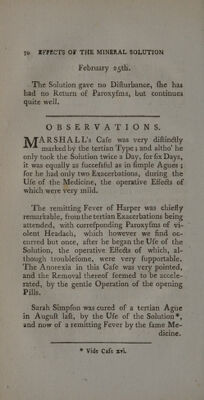 70 EFFECTS OF THE MINERAL SOLUTION
February 25th.
The Solution gave no Disturbance, she has
had no Return of Paroxysms, but continues
quite well.
OBSERVATIONS.
MARSHALL's Case was very distinctly
marked by the tertian Type; and altho' he
only took the Solution twice a Day, for six Days,
it was equally as successful as in simple Agues;
for he had only two Exacerbations, during the
Use of the Medicine, the operative Effects of
which were very mild.
The remitting Fever of Harper was chiefly
remarkable, from the tertian Exacerbations being
attended, with corresponding Paroxysms of vi-
olent Headach, which however we find oc-
curred but once, after he began the Use of the
Solution, the operative Effects of which, al-
though troublesome, were very supportable.
The Anorexia in this Case was very pointed,
and the Removal thereof seemed to be accele-
rated, by the gentle Operation of the opening
Pills.
Sarah Simpson was cured of a tertian Ague
in August last, by the Use of the Solution*,
and now of a remitting Fever by the same Me-
dicine.
* Vide Case xvi.